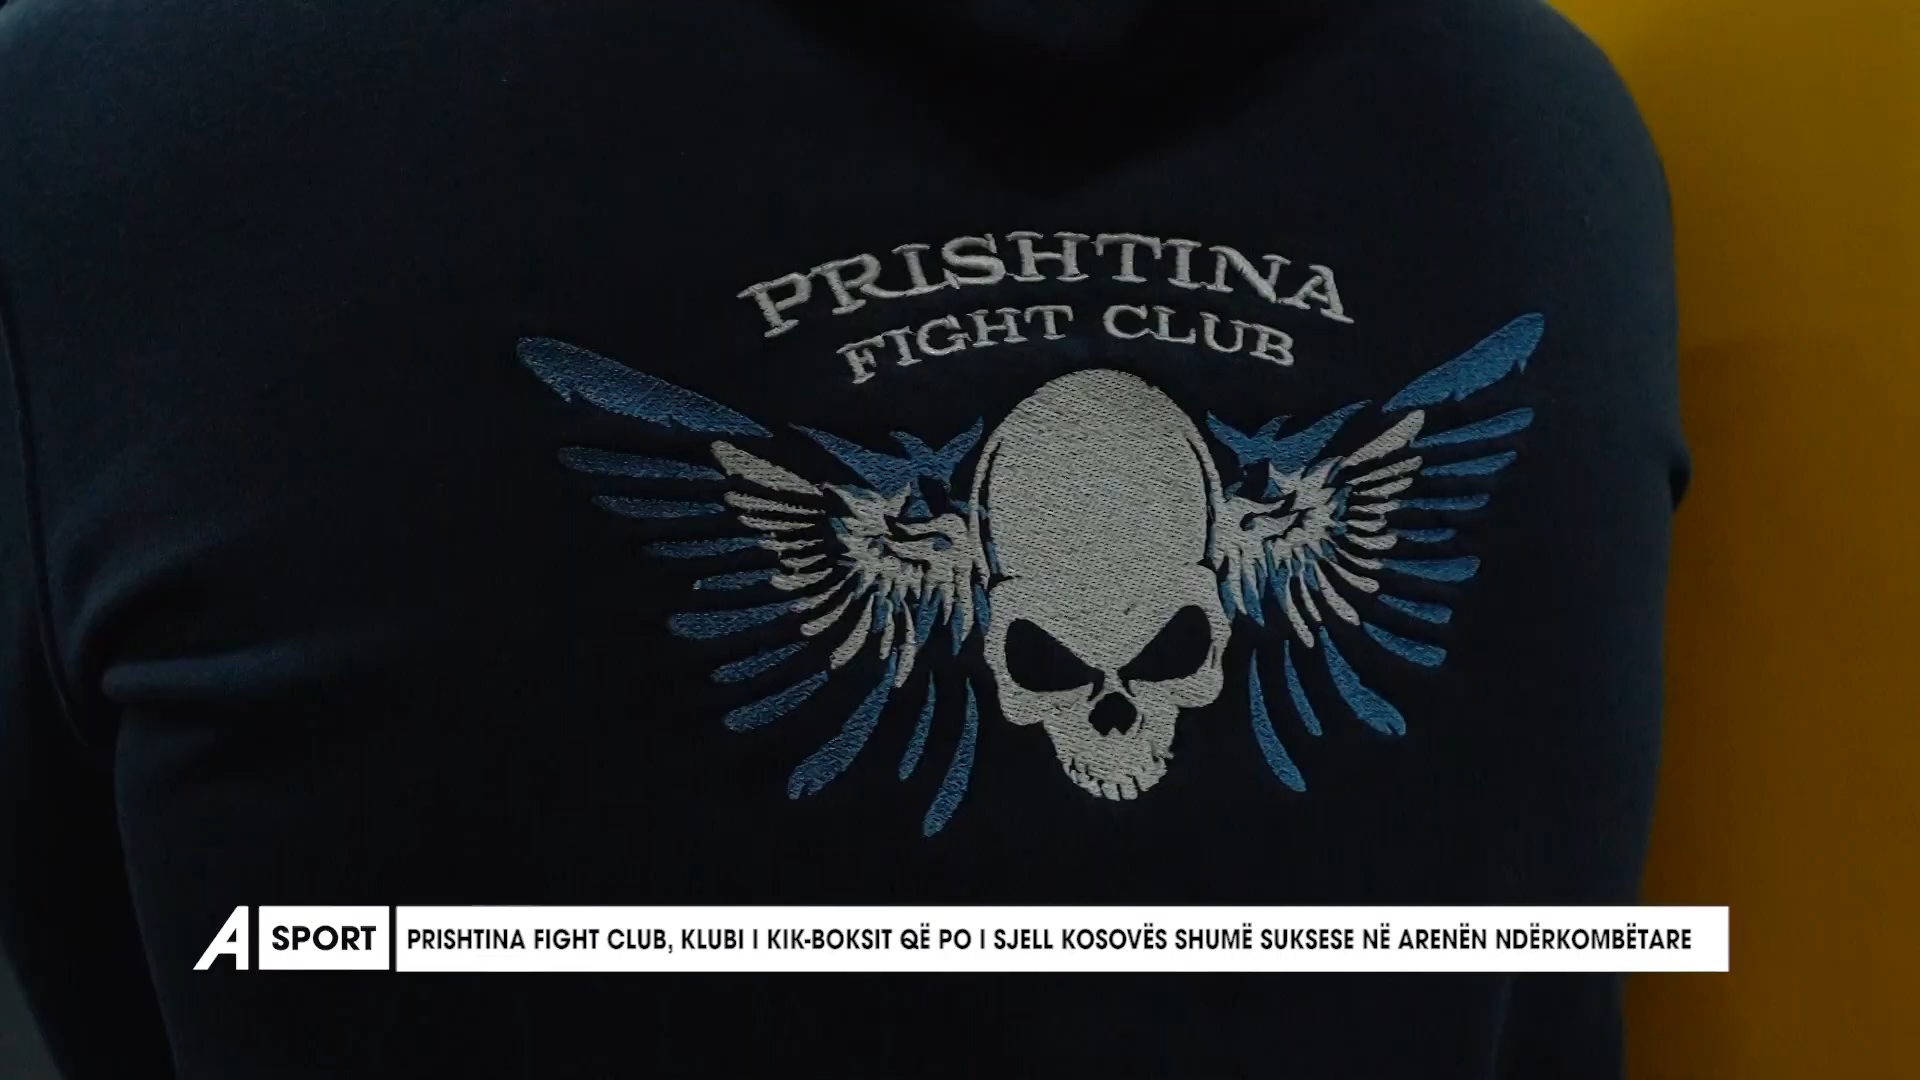 PRISHTINA
FIGHT CLUB
A SPORT PRISHTINA FIGHT CLUB, KLUBI I KIK-BOKSIT QË PO I SJELL KOSOVËS SHUMË SUKSESE NË ARENËN NDËRKOMBËTARE